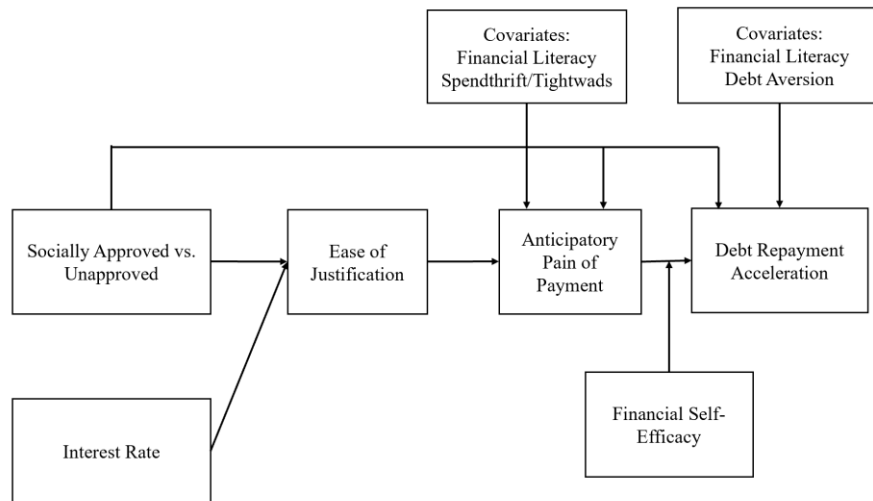 Covariates:
Financial Literacy
Spendthrift/Tightwads
Covariates:
Financial Literacy
Debt Aversion
Socially Approved vs.
Unapproved
Ease of
Justification
Anticipatory
Pain of
Payment
Debt Repayment
Acceleration
Interest Rate
Financial Self-
Efficacy